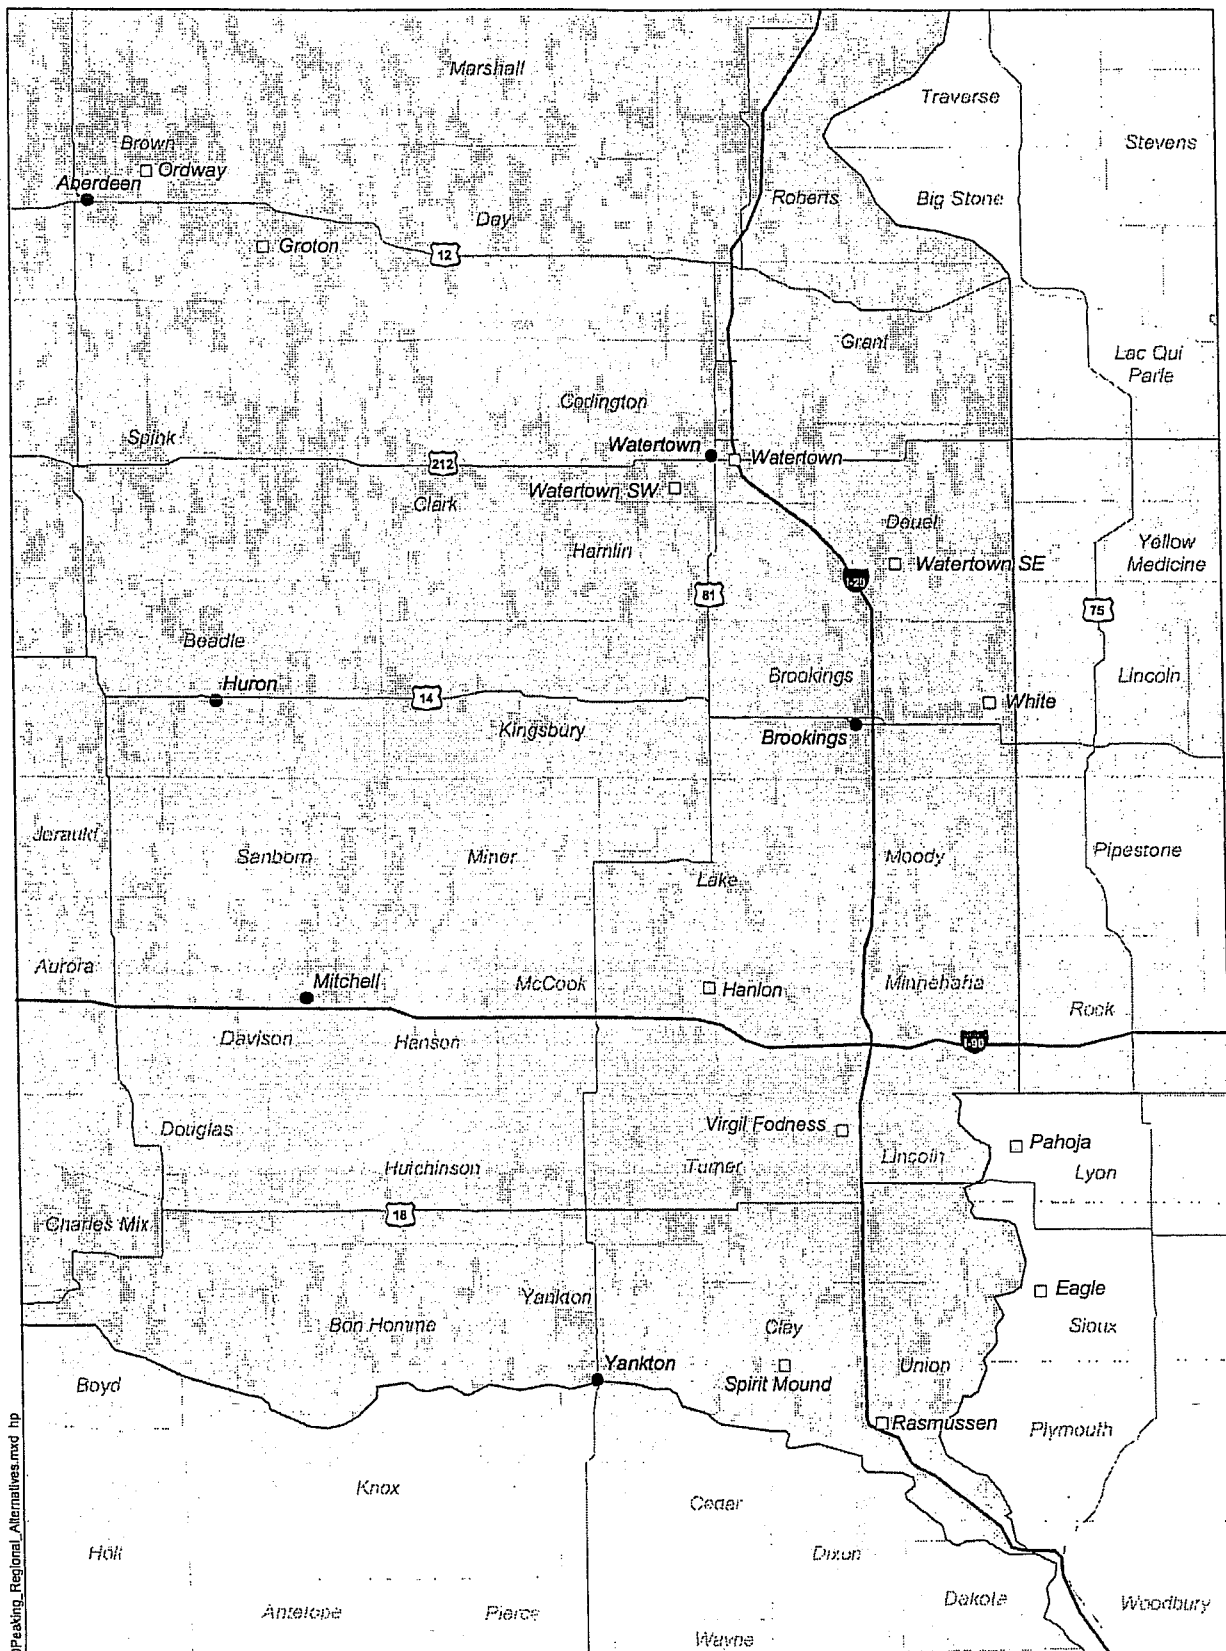 Marshall
Traverse
Stevens
Brown
Ordway
Aberdeen
Roberts
Big Stone
Day
Groton
12
Grant
Lac Qui
Parle
Codington
Spink
Watertown
Watertown
212
Watertown SW
Clark
Deuel
Hamlin
Yellow
Medicine
Watertown SE
I-29
81
75
Beadle
Huron
Brookings
Lincoln
14
White
Kingsbury
Brookings
Jerauld
Sanborn
Miner
Moody
Pipestone
Lake
Aurora
Mitchell
McCook
Hanlon
Minnehaha
Rock
Davison
Hanson
I-90
Virgil Fodness
Douglas
Pahoja
Lincoln
Hutchinson
Turner
Lyon
Charles Mix
18
Yankton
Eagle
Bon Homme
Clay
Sioux
Yankton
Union
Boyd
Spirit Mound
Rasmussen
Plymouth
Knox
Cedar
Holt
Dixon
Dakota
Woodbury
Antelope
Pierce
Wayne
Peaking_Regional_Alternatives.mxd hp